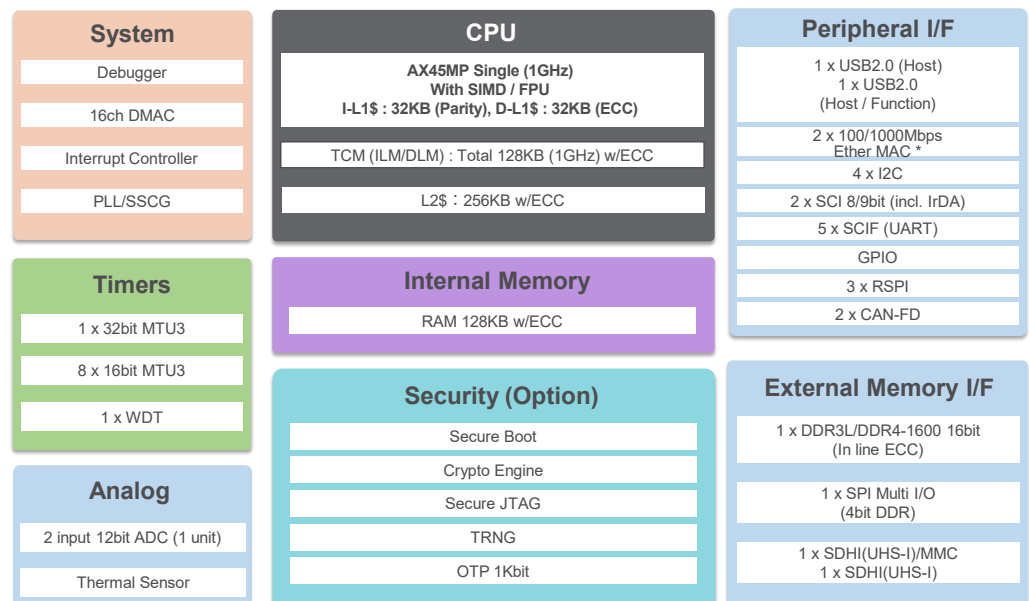 System
Debugger
16ch DMAC
Interrupt Controller
PLL/SSCG
Timers
1 x 32bit MTU3
8 x 16bit MTU3
1 x WDT
Analog
2 input 12bit ADC (1 unit)
Thermal Sensor
CPU
AX45MP Single (1GHz)
With SIMD / FPU
I-L1$ : 32KB (Parity), D-L1$ : 32KB (ECC)
TCM (ILM/DLM) : Total 128KB (1GHz) w/ECC
L2$：256KB w/ECC
Internal Memory
RAM 128KB w/ECC
Security (Option)
Secure Boot
Crypto Engine
Secure JTAG
TRNG
OTP 1Kbit
Peripheral I/F
1 x USB2.0 (Host)
1 x USB2.0
(Host / Function)
2 x 100/1000Mbps
Ether MAC *
4 x I2C
2 x SCI 8/9bit (incl. IrDA)
5 x SCIF (UART)
GPIO
3 x RSPI
2 x CAN-FD
External Memory I/F
1 x DDR3L/DDR4-1600 16bit
(In line ECC)
1 x SPI Multi I/O
(4bit DDR)
1 x SDHI(UHS-I)/MMC
1 x SDHI(UHS-I)